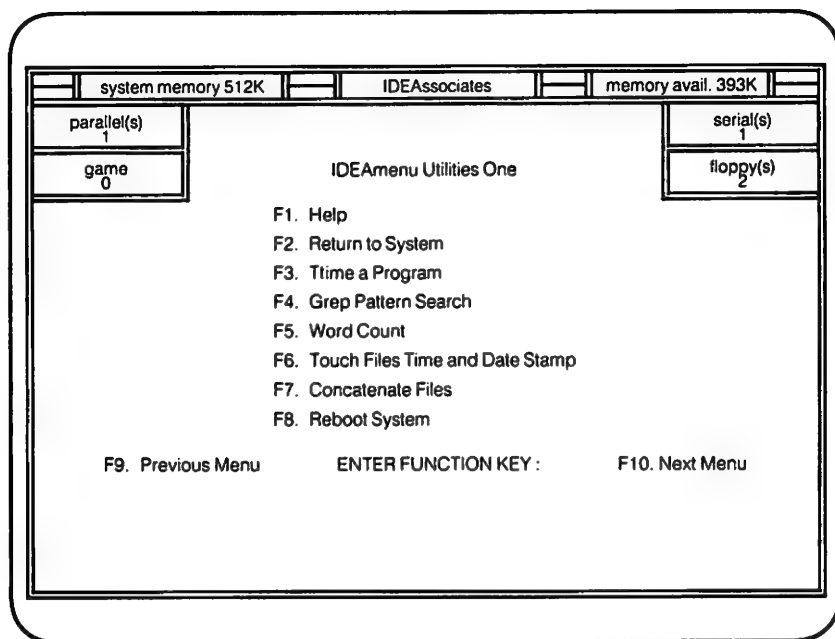 system memory 512K IDEAssociates memory avail. 393K
parallel(s) serial(s)
1 1
game IDEAmenu Utilities One floppy(s)
0 2
F1. Help
F2. Return to System
F3. Ttime a Program
F4. Grep Pattern Search
F5. Word Count
F6. Touch Files Time and Date Stamp
F7. Concatenate Files
F8. Reboot System
F9. Previous Menu ENTER FUNCTION KEY : F10. Next Menu